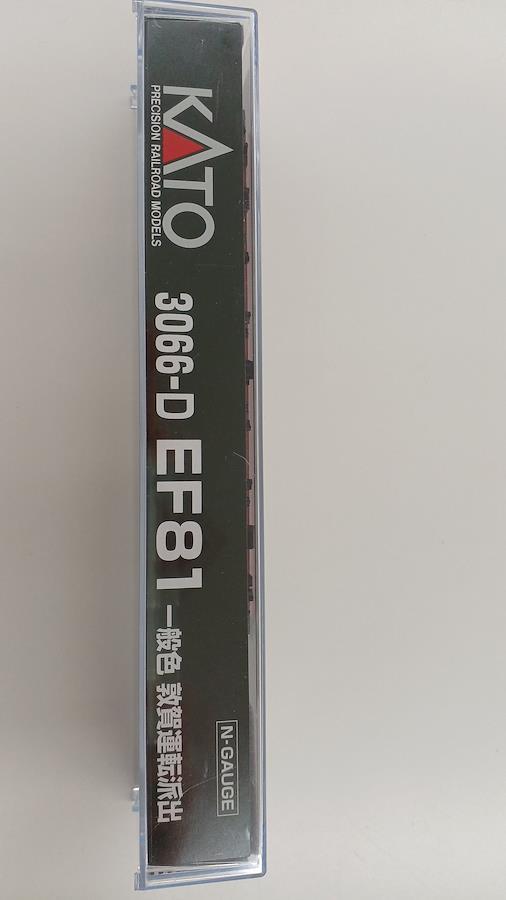 KATO
PRECISION RAILROAD MODELS
3066-D EF81 一般色 敦賀運転派出
N-GAUGE